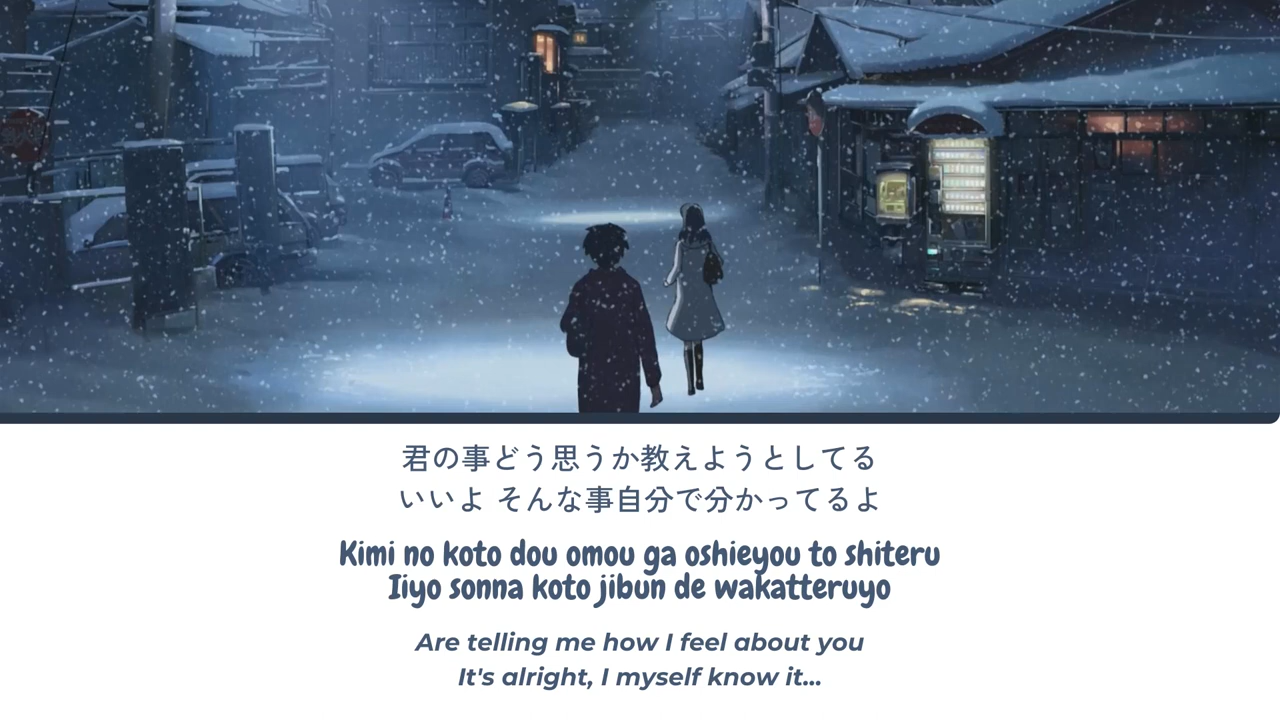 君の事どう思うか教えようとしてる
いいよ そんな事自分で分かってるよ
Kimi no koto dou omou ga oshieyou to shiteru
Iiyo sonna koto jibun de wakatteruyo
Are telling me how I feel about you
It's alright, I myself know it...